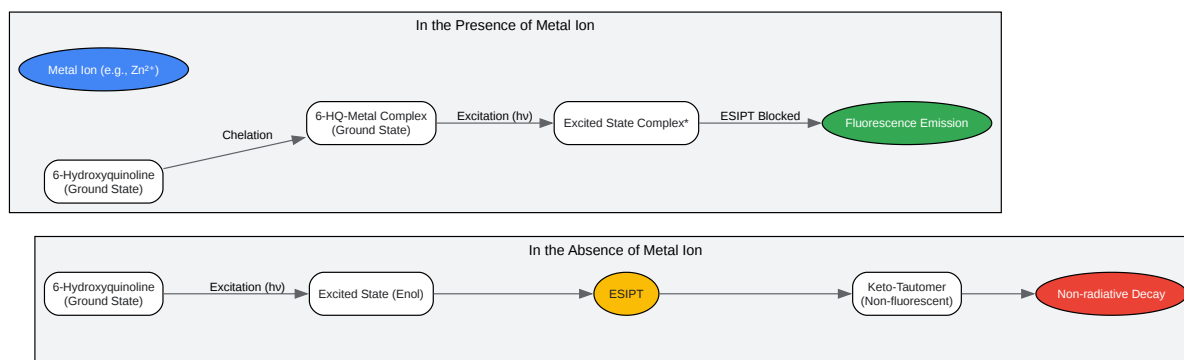 In the Presence of Metal Ion
Metal Ion (e.g., Zn²⁺)
6-Hydroxyquinoline
(Ground State)
Chelation
6-HQ-Metal Complex
(Ground State)
Excitation (hv)
Excited State Complex*
ESIPT Blocked
Fluorescence Emission
In the Absence of Metal Ion
6-Hydroxyquinoline
(Ground State)
Excitation (hv)
Excited State (Enol)
ESIPT
Keto-Tautomer
(Non-fluorescent)
Non-radiative Decay